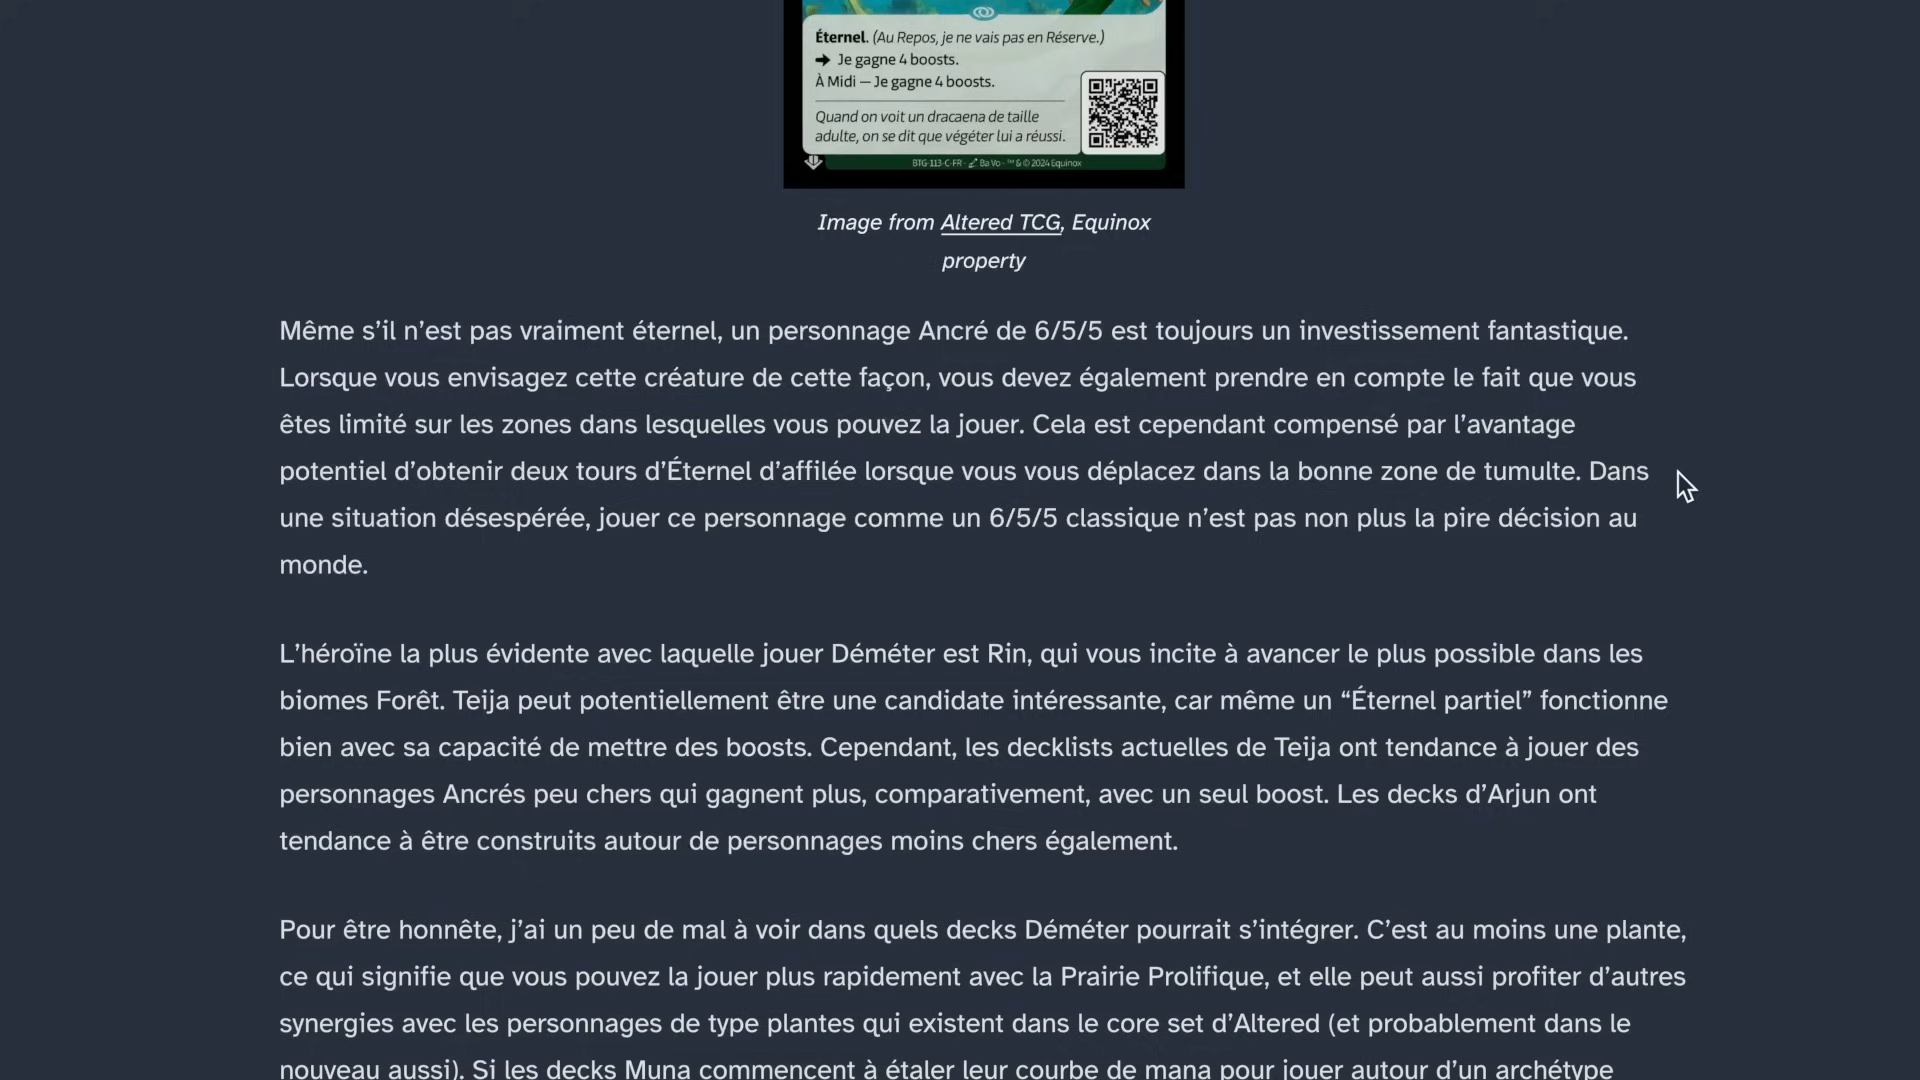 Éternel. (Au Repos, je ne vais pas en Réserve.)
➔ Je gagne 4 boosts.
À Midi — Je gagne 4 boosts.
Quand on voit un dracaena de taille
adulte, on se dit que végéter lui a réussi.
BTG-113-C-FR - Ba Vo - ™ & © 2024 Equinox
Image from Altered TCG, Equinox
property
Même s’il n’est pas vraiment éternel, un personnage Ancré de 6/5/5 est toujours un investissement fantastique.
Lorsque vous envisagez cette créature de cette façon, vous devez également prendre en compte le fait que vous
êtes limité sur les zones dans lesquelles vous pouvez la jouer. Cela est cependant compensé par l’avantage
potentiel d’obtenir deux tours d’Éternel d’affilée lorsque vous vous déplacez dans la bonne zone de tumulte. Dans
une situation désespérée, jouer ce personnage comme un 6/5/5 classique n’est pas non plus la pire décision au
monde.
L’héroïne la plus évidente avec laquelle jouer Déméter est Rin, qui vous incite à avancer le plus possible dans les
biomes Forêt. Teija peut potentiellement être une candidate intéressante, car même un “Éternel partiel” fonctionne
bien avec sa capacité de mettre des boosts. Cependant, les decklists actuelles de Teija ont tendance à jouer des
personnages Ancrés peu chers qui gagnent plus, comparativement, avec un seul boost. Les decks d’Arjun ont
tendance à être construits autour de personnages moins chers également.
Pour être honnête, j’ai un peu de mal à voir dans quels decks Déméter pourrait s’intégrer. C’est au moins une plante,
ce qui signifie que vous pouvez la jouer plus rapidement avec la Prairie Prolifique, et elle peut aussi profiter d’autres
synergies avec les personnages de type plantes qui existent dans le core set d’Altered (et probablement dans le
nouveau aussi). Si les decks Muna commencent à étaler leur courbe de mana pour jouer autour d’un archétype